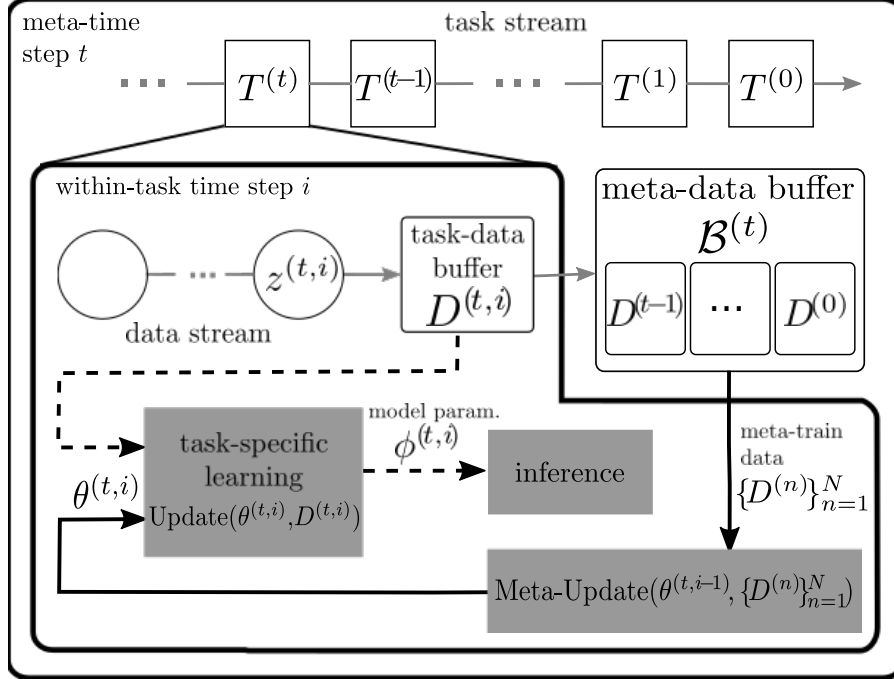 meta-time
step t
task stream
... T^(t) T^(t-1) ... T^(1) T^(0)
within-task time step i
z^(t,i)
...
data stream
task-data
buffer
D^(t,i)
meta-data buffer
𝓑^(t)
D^(t-1) ... D^(0)
model param.
ϕ^(t,i)
task-specific
learning
Update(θ^(t,i),D^(t,i))
θ^(t,i)
inference
meta-train
data
{D^(n)}_{n=1}^N
Meta-Update(θ^(t,i-1), {D^(n)}_{n=1}^N)